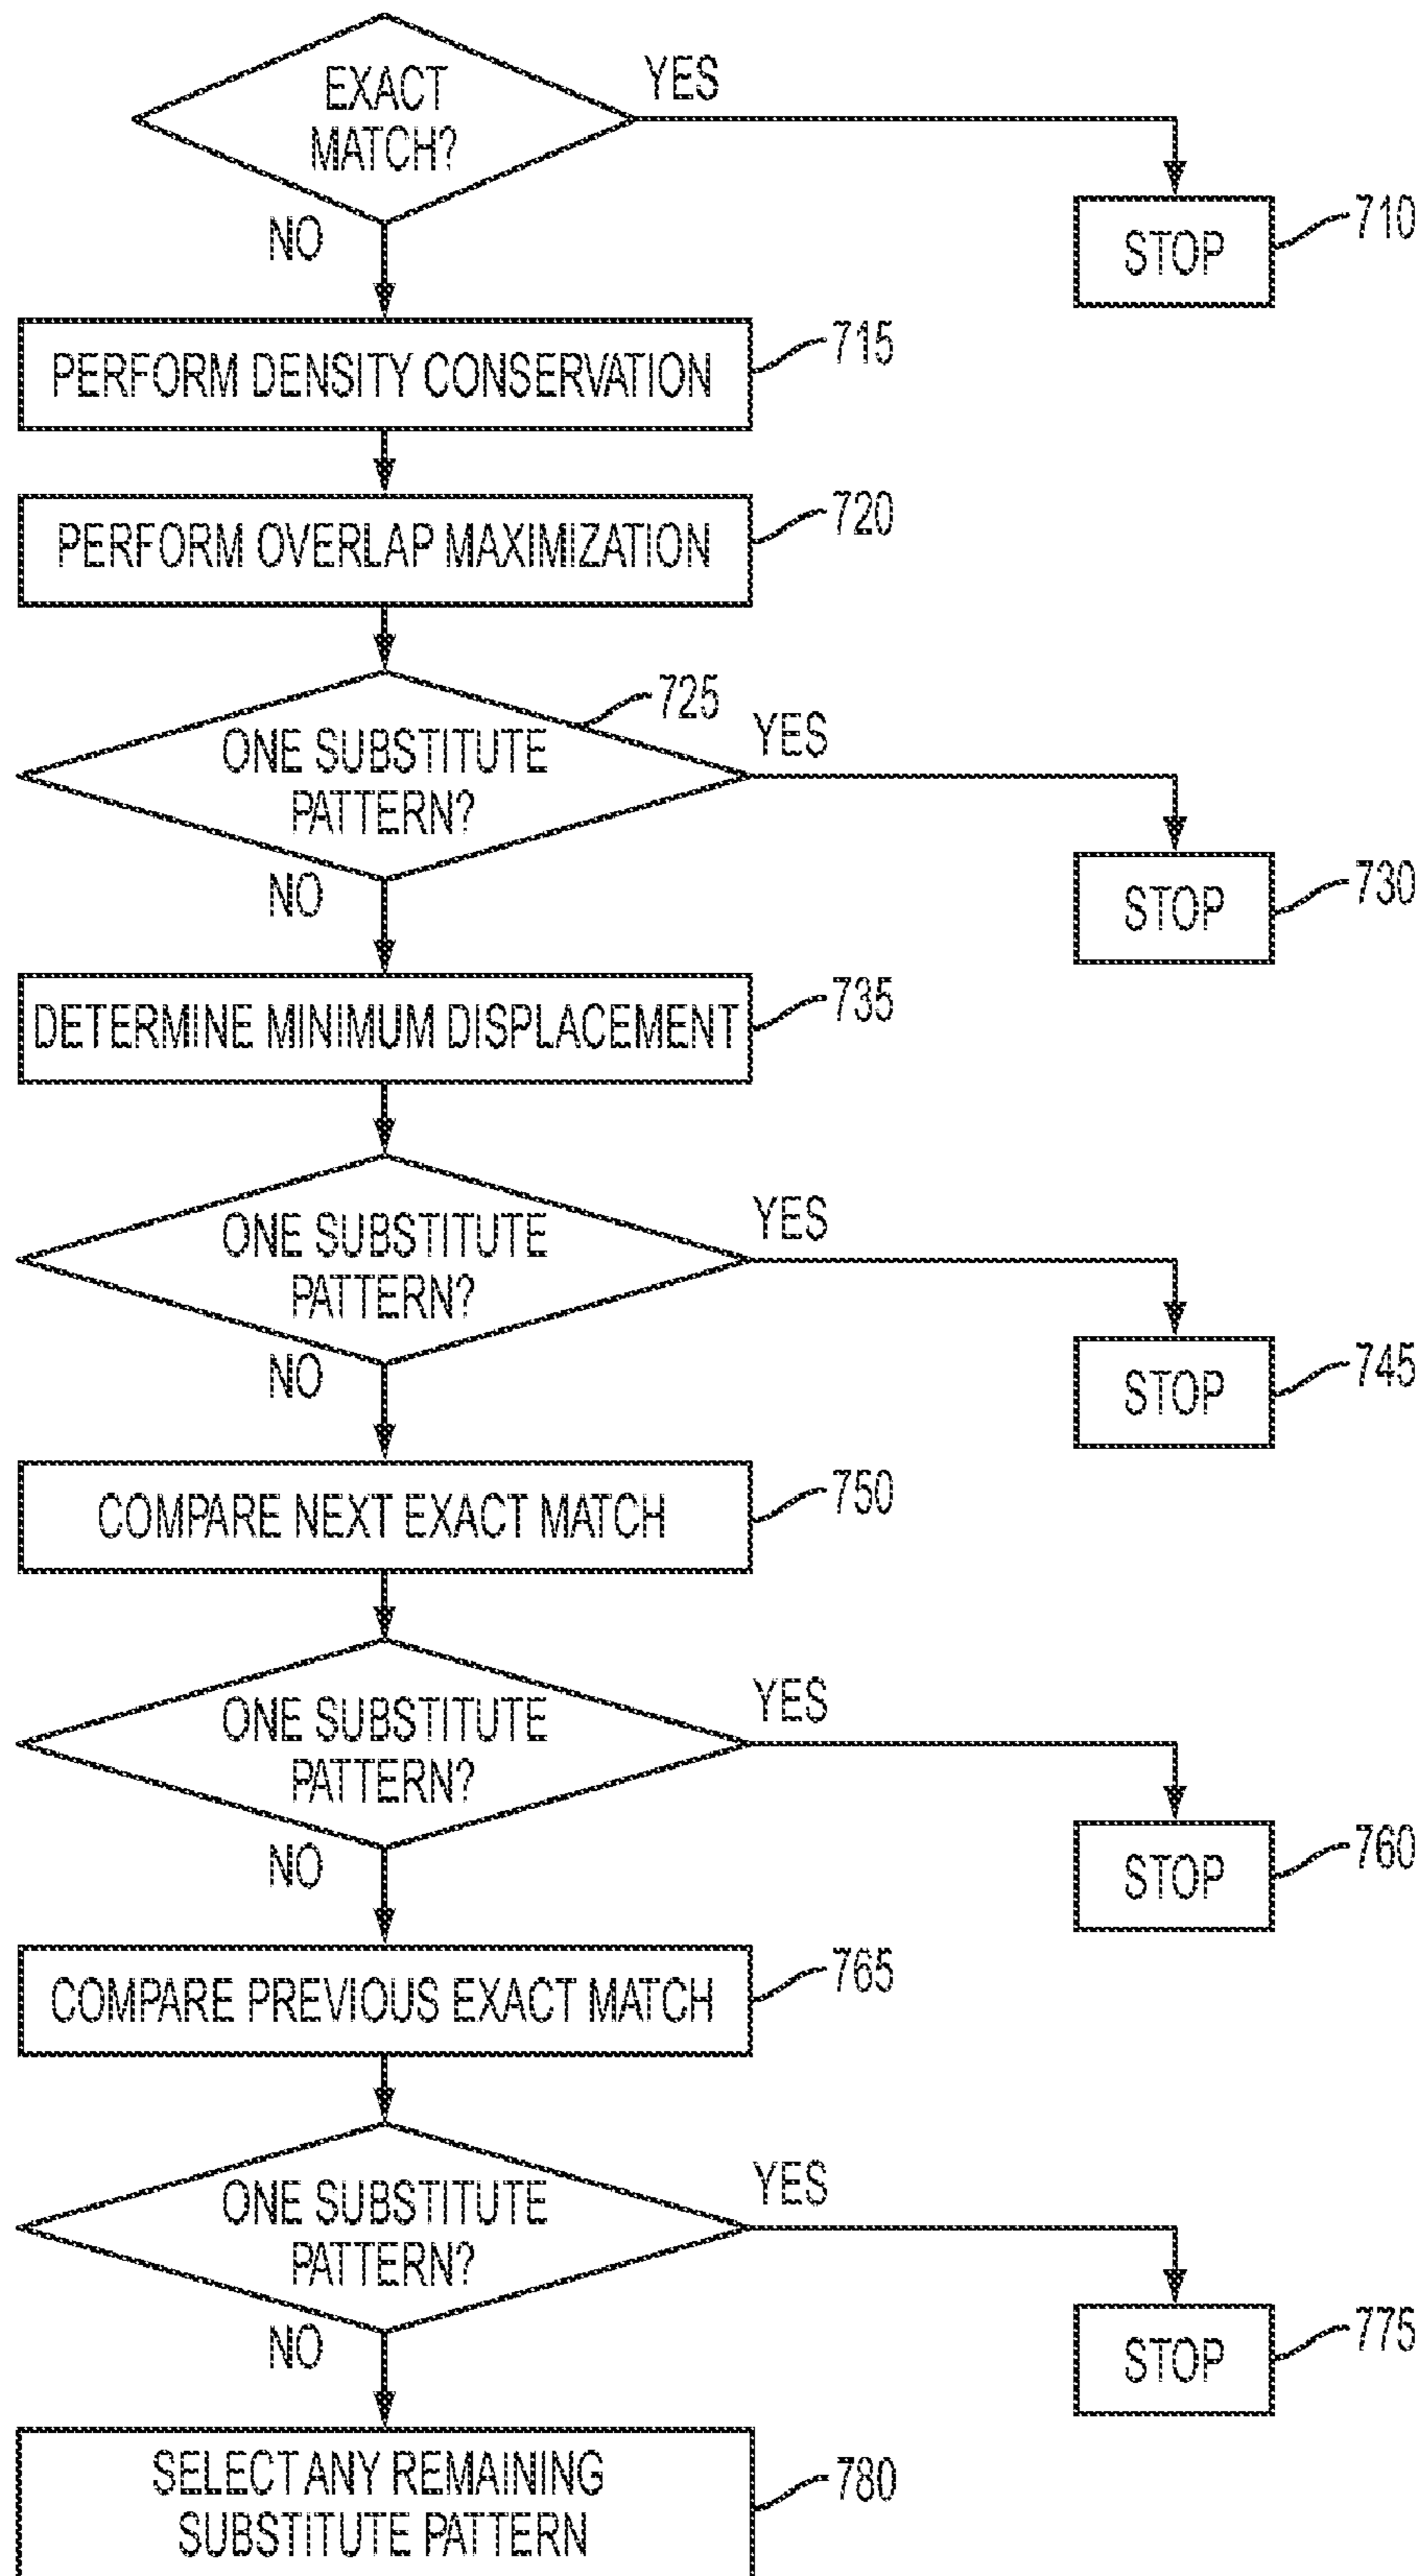 EXACT
MATCH?
YES
NO
STOP
710
PERFORM DENSITY CONSERVATION
715
PERFORM OVERLAP MAXIMIZATION
720
725
ONE SUBSTITUTE
PATTERN?
YES
NO
STOP
730
DETERMINE MINIMUM DISPLACEMENT
735
ONE SUBSTITUTE
PATTERN?
YES
NO
STOP
745
COMPARE NEXT EXACT MATCH
750
ONE SUBSTITUTE
PATTERN?
YES
NO
STOP
760
COMPARE PREVIOUS EXACT MATCH
765
ONE SUBSTITUTE
PATTERN?
YES
NO
STOP
775
SELECT ANY REMAINING
SUBSTITUTE PATTERN
780